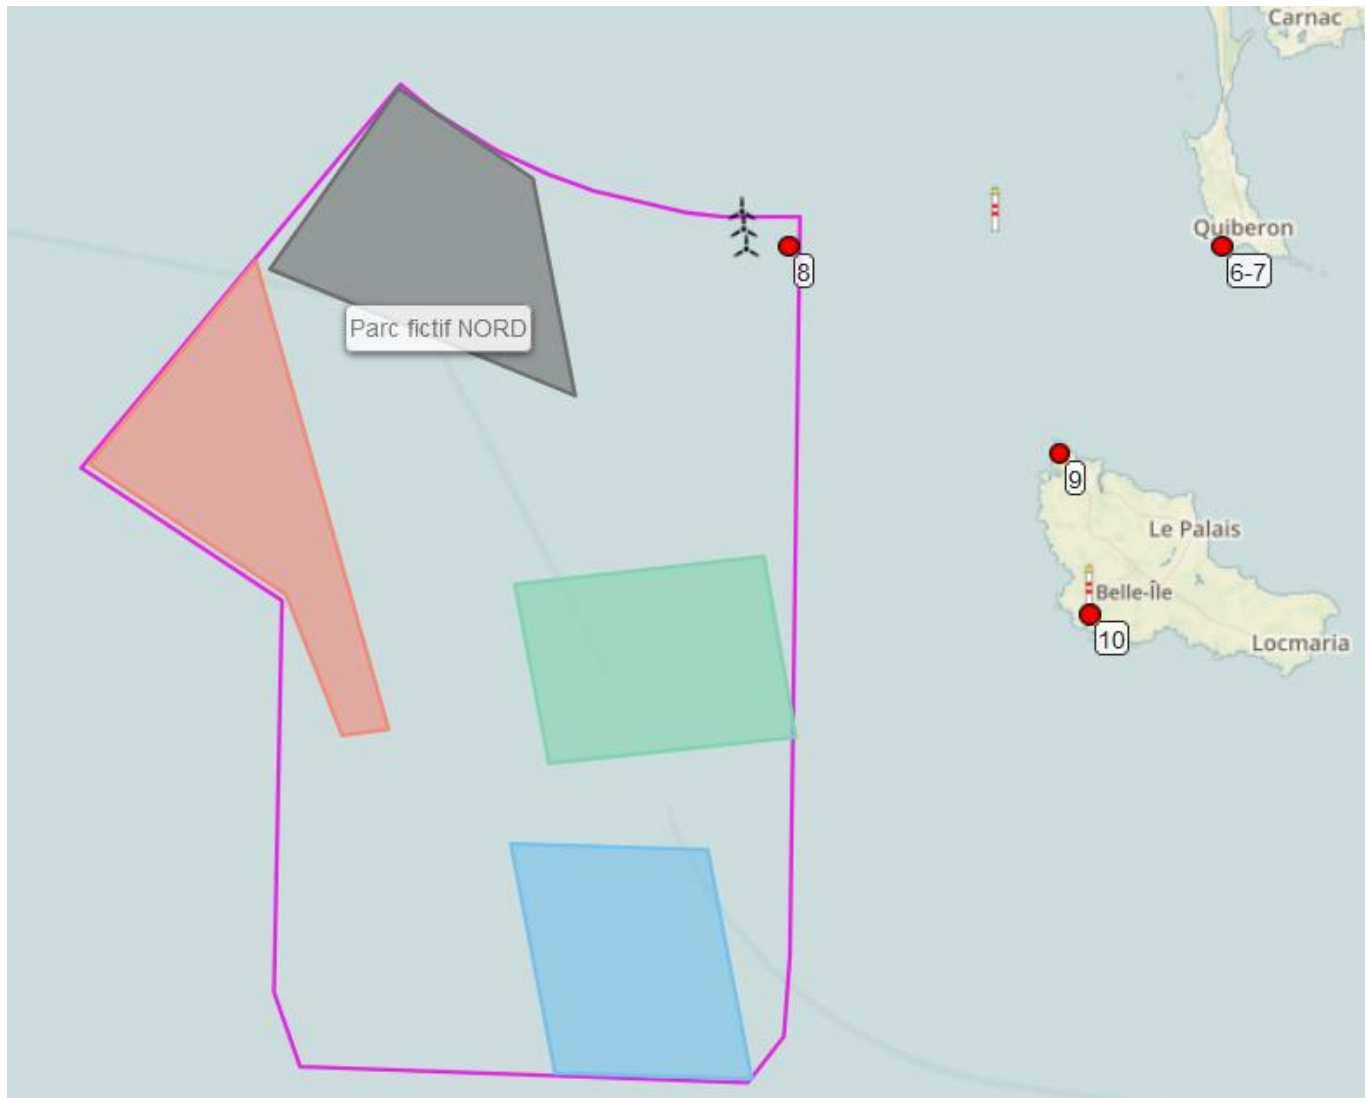 Carnac
Quiberon
8
6-7
Parc fictif NORD
9
Le Palais
Belle-Île
10
Locmaria